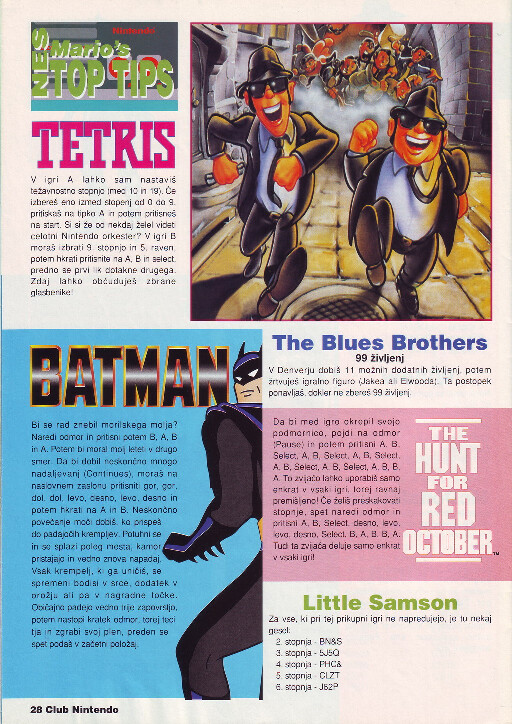 Nintendo
NES
Mario's
TOP TIPS
TETRIS
V igri A lahko sam nastaviš
težavnostno stopnjo (med 10 in 19). Če
izbereš eno izmed stopenj od 0 do 9,
pritiskaš na tipko A in potem pritisneš
na start. Si si že od nekdaj želel videti
celotni Nintendo orkester? V igri B
moraš izbrati 9. stopnjo in 5. raven,
potem hkrati pritisnite na A, B in select,
predno se prvi lik dotakne drugega.
Zdaj lahko občuduješ zbrane
glasbenike!
The Blues Brothers
99 življenj
V Denverju dobiš 11 možnih dodatnih življenj, potem
žrtvuješ igralno figuro (Jakea ali Elwooda). Ta postopek
ponavljaš, dokler ne zbereš 99 življenj.
BATMAN
Bi se rad znebil morilskega molja?
Naredi odmor in pritisni potem B, A, B
in A. Potem bi moral molj leteti v drugo
smer. Da bi dobil neskončno mnogo
nadaljevanj (Continues), moraš na
naslovnem zaslonu pritisniti gor, gor,
dol, dol, levo, desno, levo, desno in
potem hkrati na A in B. Neskončno
povečanje moči dobiš, ko prispeš
do padajočih krempljev. Potuhni se
in se splazi poleg mesta, kamor
pristajajo in vedno znova napadaj.
Vsak krempelj, ki ga uničiš, se
spremeni bodisi v srce, dodatek v
orožju ali pa v nagradne točke.
Običajno padejo vedno trije zapovrstjo,
potem nastopi kratek odmor, torej teci
tja in zgrabi svoj plen, preden se
spet podaš v začetni položaj.
Da bi med igro okrepil svojo
podmornico, pojdi na odmor
(Pause) in potem pritisni A, B,
Select, A, B, Select, A, B, Select,
A, B, Select, A, B, Select, A, B, B,
A. To zvijačo lahko uporabiš samo
enkrat v vsaki igri, torej ravnaj
premišljeno! Če želiš preskakovati
stopnje, spet naredi odmor in
pritisni A, B, Select, desno, levo,
levo, desno, Select, B, A, B, B, A.
Tudi ta zvijača deluje samo enkrat
v vsaki igri!
THE
HUNT
FOR
RED
OCTOBER™
Little Samson
Za vse, ki pri tej prikupni igri ne napredujejo, je tu nekaj
gesel:
2. stopnja - BN&S
3. stopnja - 5J5Q
4. stopnja - PHC&
5. stopnja - CLZT
6. stopnja - J62P
28 Club Nintendo